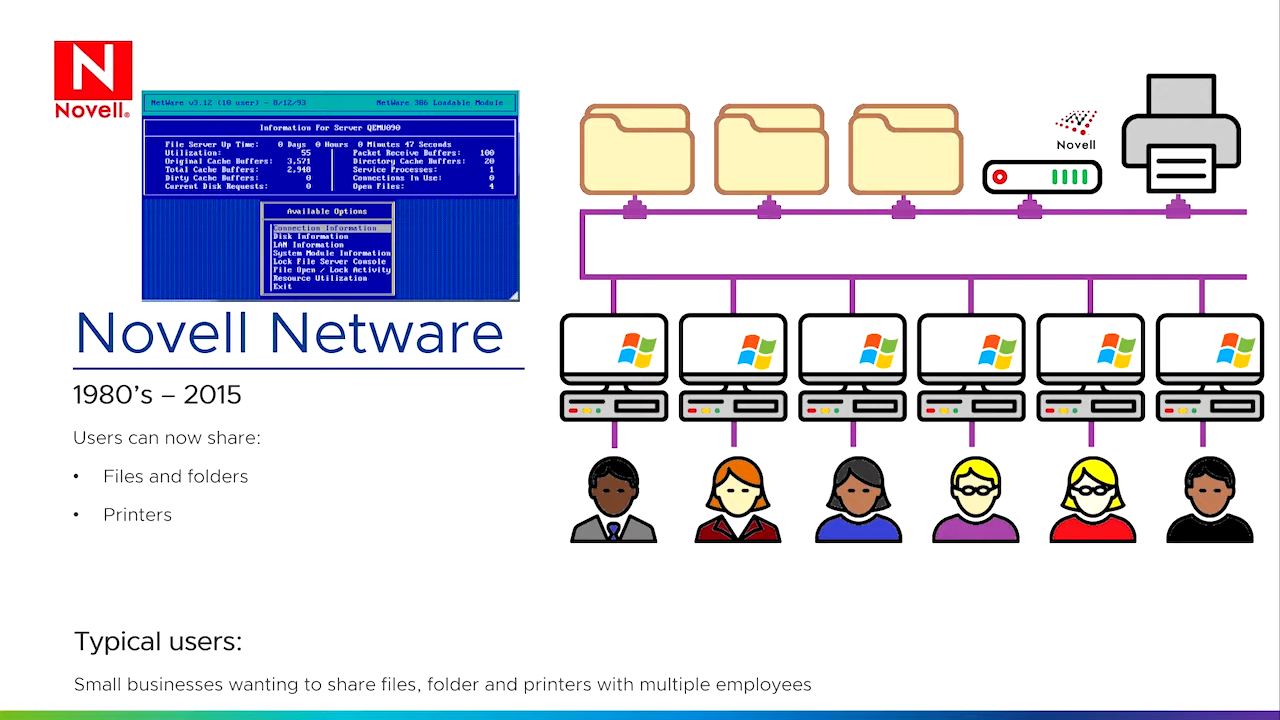 N
Novell®
NetWare v3.12 (10 user) - 8/12/93 NetWare 386 Loadable Module
Information For Server QEMU090
File Server Up Time: 0 Days 0 Hours 0 Minutes 47 Seconds
Utilization: 55 Packet Receive Buffers: 100
Original Cache Buffers: 3,571 Directory Cache Buffers: 20
Total Cache Buffers: 2,948 Service Processes: 1
Dirty Cache Buffers: 0 Connections In Use: 0
Current Disk Requests: 0 Open Files: 4
Available Options
Connection Information
Disk Information
LAN Information
System Module Information
Lock File Server Console
File Open / Lock Activity
Resource Utilization
Exit
Novell
Novell Netware
1980’s – 2015
Users can now share:
• Files and folders
• Printers
Typical users:
Small businesses wanting to share files, folder and printers with multiple employees